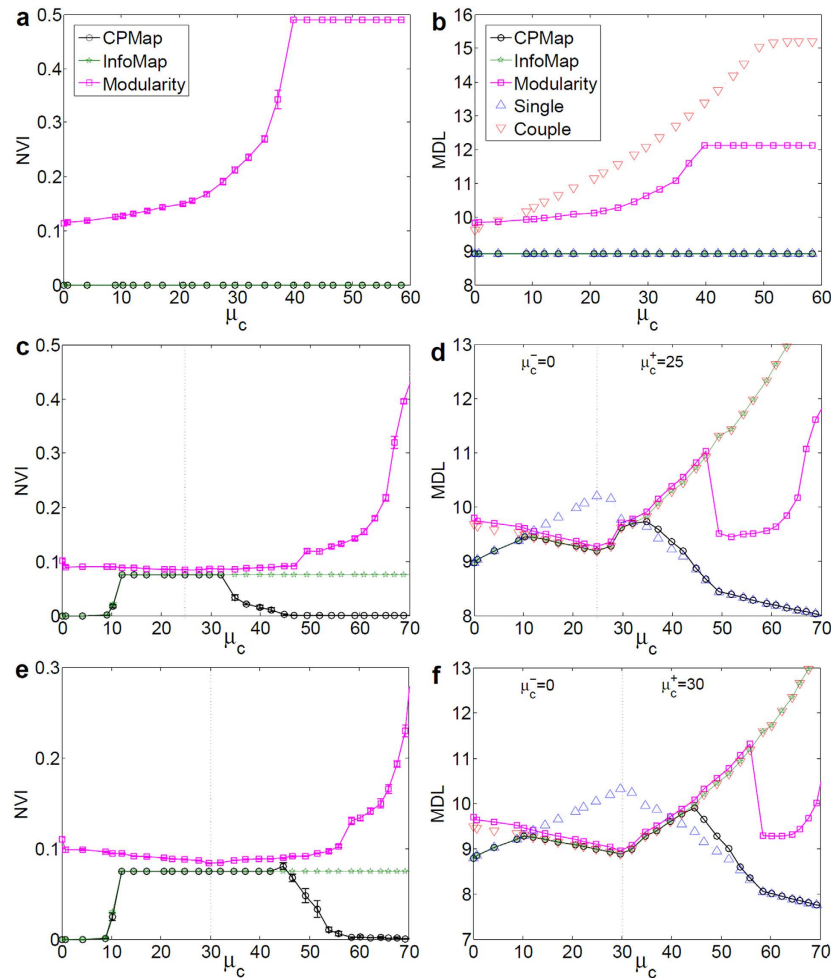 a
0.5
0.4
0.3
0.2
0.1
0
NVI
CPMap
InfoMap
Modularity
0 10 20 30 40 50 60
μc
b
16
15
14
13
12
11
10
9
8
MDL
CPMap
InfoMap
Modularity
Single
Couple
0 10 20 30 40 50 60
μc
c
0.5
0.4
0.3
0.2
0.1
0
NVI
0 10 20 30 40 50 60 70
μc
d
13
12
11
10
9
8
MDL
μc⁻=0 μc⁺=25
0 10 20 30 40 50 60 70
μc
e
0.3
0.2
0.1
0
NVI
0 10 20 30 40 50 60 70
μc
f
13
12
11
10
9
8
7
MDL
μc⁻=0 μc⁺=30
0 10 20 30 40 50 60 70
μc